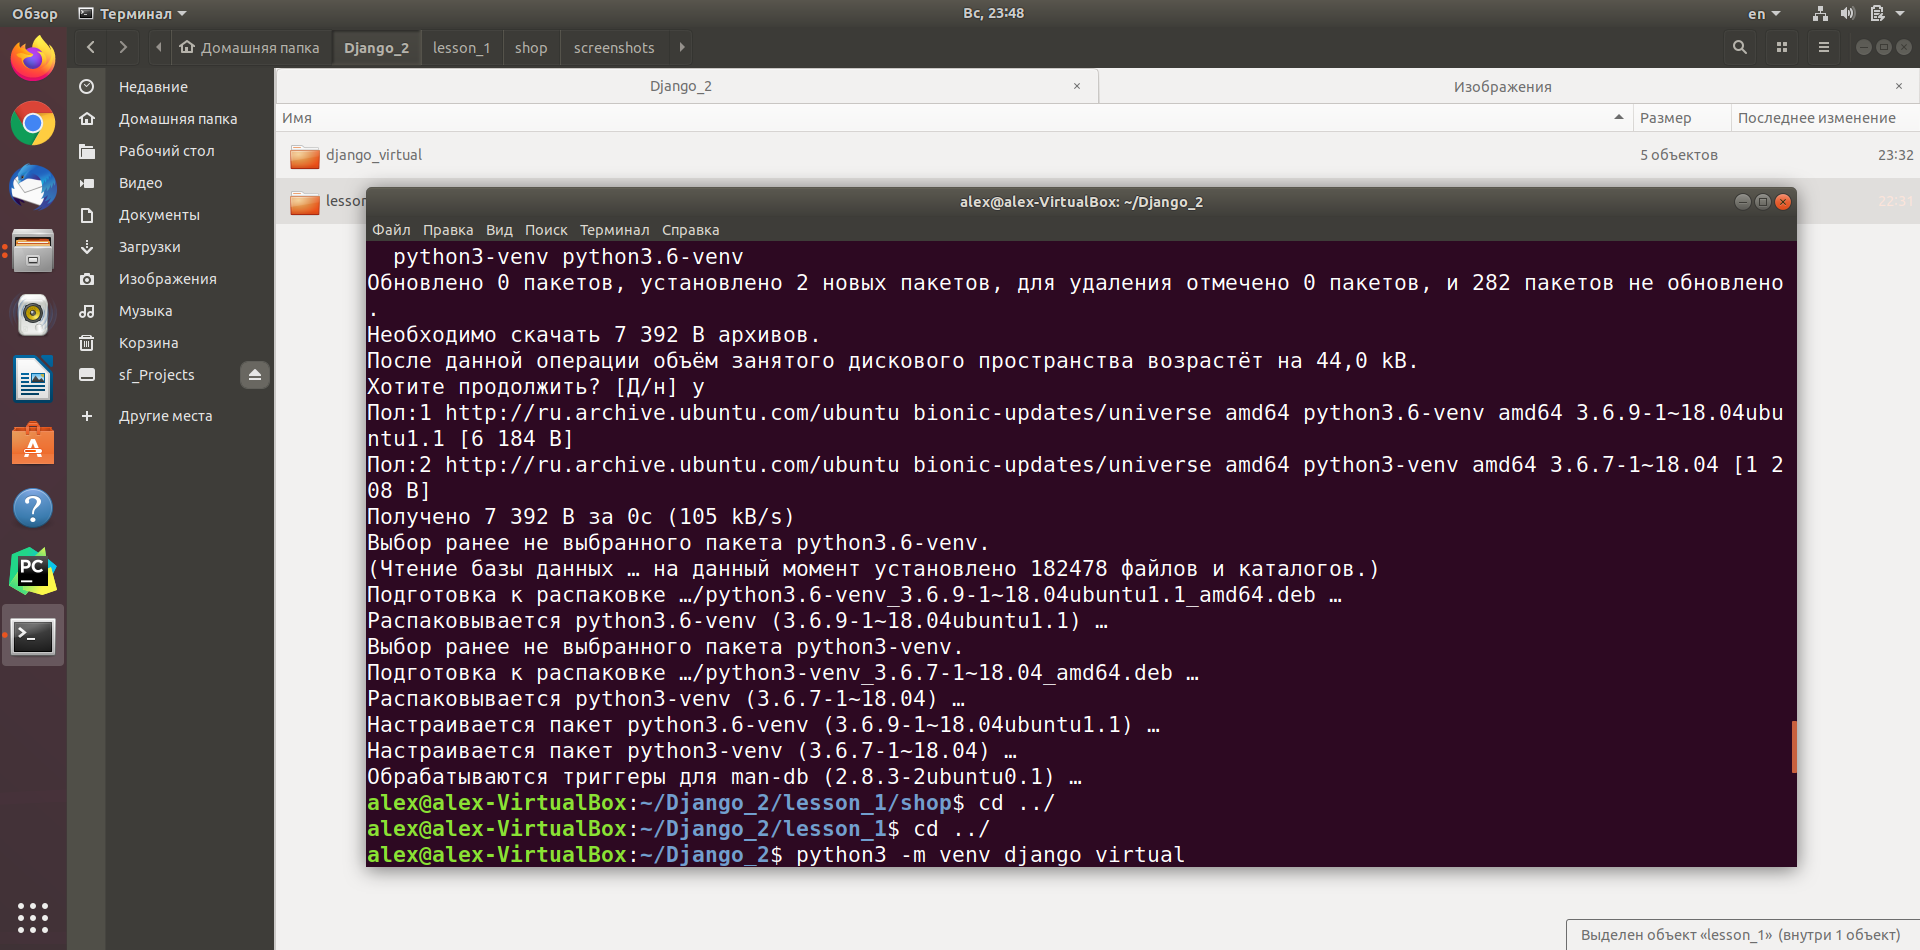 Обзор Терминал Вс, 23:48 en
Домашняя папка Django_2 lesson_1 shop screenshots
Недавние
Домашняя папка
Рабочий стол
Видео
Документы
Загрузки
Изображения
Музыка
Корзина
sf_Projects
Другие места
Django_2 × Изображения ×
Имя Размер Последнее изменение
django_virtual 5 объектов 23:32
lesson 22:31
alex@alex-VirtualBox: ~/Django_2
Файл Правка Вид Поиск Терминал Справка
python3-venv python3.6-venv
Обновлено 0 пакетов, установлено 2 новых пакетов, для удаления отмечено 0 пакетов, и 282 пакетов не обновлено
.
Необходимо скачать 7 392 B архивов.
После данной операции объём занятого дискового пространства возрастёт на 44,0 kB.
Хотите продолжить? [Д/н] y
Пол:1 http://ru.archive.ubuntu.com/ubuntu bionic-updates/universe amd64 python3.6-venv amd64 3.6.9-1~18.04ubu
ntu1.1 [6 184 B]
Пол:2 http://ru.archive.ubuntu.com/ubuntu bionic-updates/universe amd64 python3-venv amd64 3.6.7-1~18.04 [1 2
08 B]
Получено 7 392 B за 0с (105 kB/s)
Выбор ранее не выбранного пакета python3.6-venv.
(Чтение базы данных … на данный момент установлено 182478 файлов и каталогов.)
Подготовка к распаковке …/python3.6-venv_3.6.9-1~18.04ubuntu1.1_amd64.deb …
Распаковывается python3.6-venv (3.6.9-1~18.04ubuntu1.1) …
Выбор ранее не выбранного пакета python3-venv.
Подготовка к распаковке …/python3-venv_3.6.7-1~18.04_amd64.deb …
Распаковывается python3-venv (3.6.7-1~18.04) …
Настраивается пакет python3.6-venv (3.6.9-1~18.04ubuntu1.1) …
Настраивается пакет python3-venv (3.6.7-1~18.04) …
Обрабатываются триггеры для man-db (2.8.3-2ubuntu0.1) …
alex@alex-VirtualBox:~/Django_2/lesson_1/shop$ cd ../
alex@alex-VirtualBox:~/Django_2/lesson_1$ cd ../
alex@alex-VirtualBox:~/Django_2$ python3 -m venv django virtual
Выделен объект «lesson_1» (внутри 1 объект)